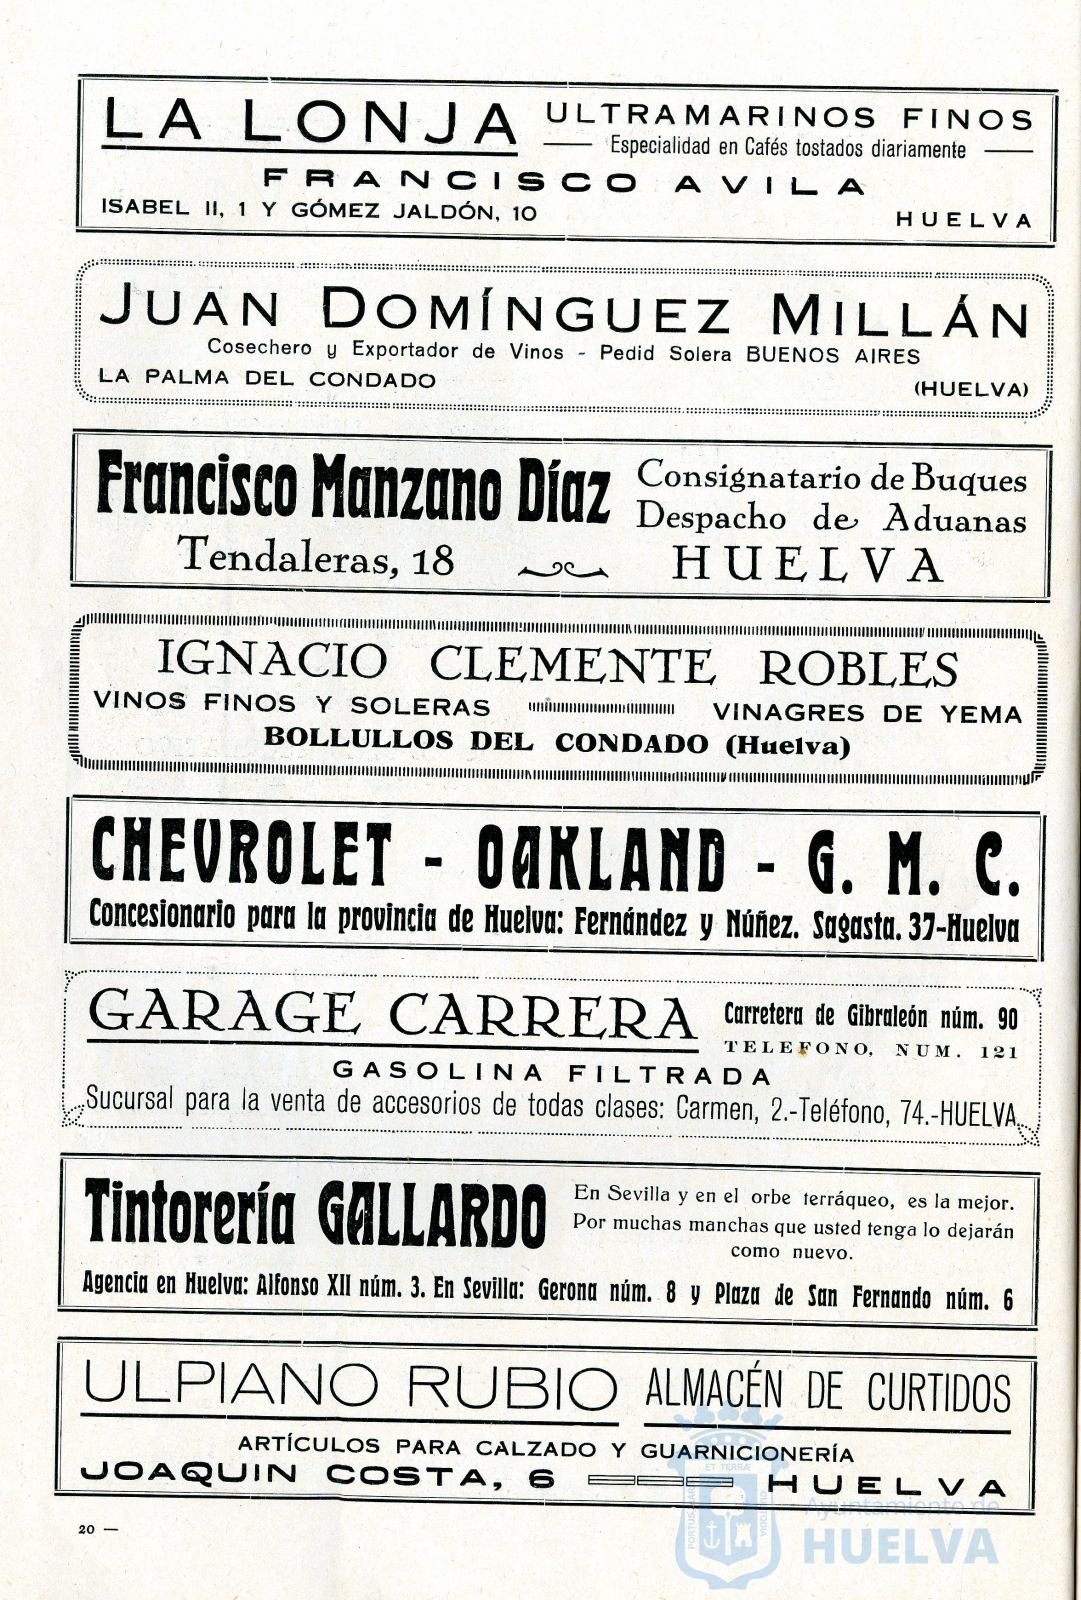 LA LONJA
ULTRAMARINOS FINOS
Especialidad en Cafés tostados diariamente
FRANCISCO AVILA
ISABEL II, 1 Y GÓMEZ JALDÓN, 10
HUELVA
JUAN DOMÍNGUEZ MILLÁN
Cosechero y Exportador de Vinos - Pedid Solera BUENOS AIRES
LA PALMA DEL CONDADO
(HUELVA)
Francisco Manzano Díaz
Consignatario de Buques
Despacho de Aduanas
Tendaleras, 18
HUELVA
IGNACIO CLEMENTE ROBLES
VINOS FINOS Y SOLERAS
VINAGRES DE YEMA
BOLLULLOS DEL CONDADO (Huelva)
CHEVROLET - OAKLAND - G. M. C.
Concesionario para la provincia de Huelva: Fernández y Núñez. Sagasta. 37-Huelva
GARAGE CARRERA
Carretera de Gibraleón núm. 90
TELEFONO, NUM. 121
GASOLINA FILTRADA
Sucursal para la venta de accesorios de todas clases: Carmen, 2.-Teléfono, 74.-HUELVA
Tintorería GALLARDO
En Sevilla y en el orbe terráqueo, es la mejor.
Por muchas manchas que usted tenga lo dejarán
como nuevo.
Agencia en Huelva: Alfonso XII núm. 3. En Sevilla: Gerona núm. 8 y Plaza de San Fernando núm. 6
ULPIANO RUBIO
ALMACÉN DE CURTIDOS
ARTÍCULOS PARA CALZADO Y GUARNICIONERÍA
JOAQUIN COSTA, 6
HUELVA
20 —
ET TERRÆ
PORTUS MARIS
CUSTODIA
Ayuntamiento de
HUELVA